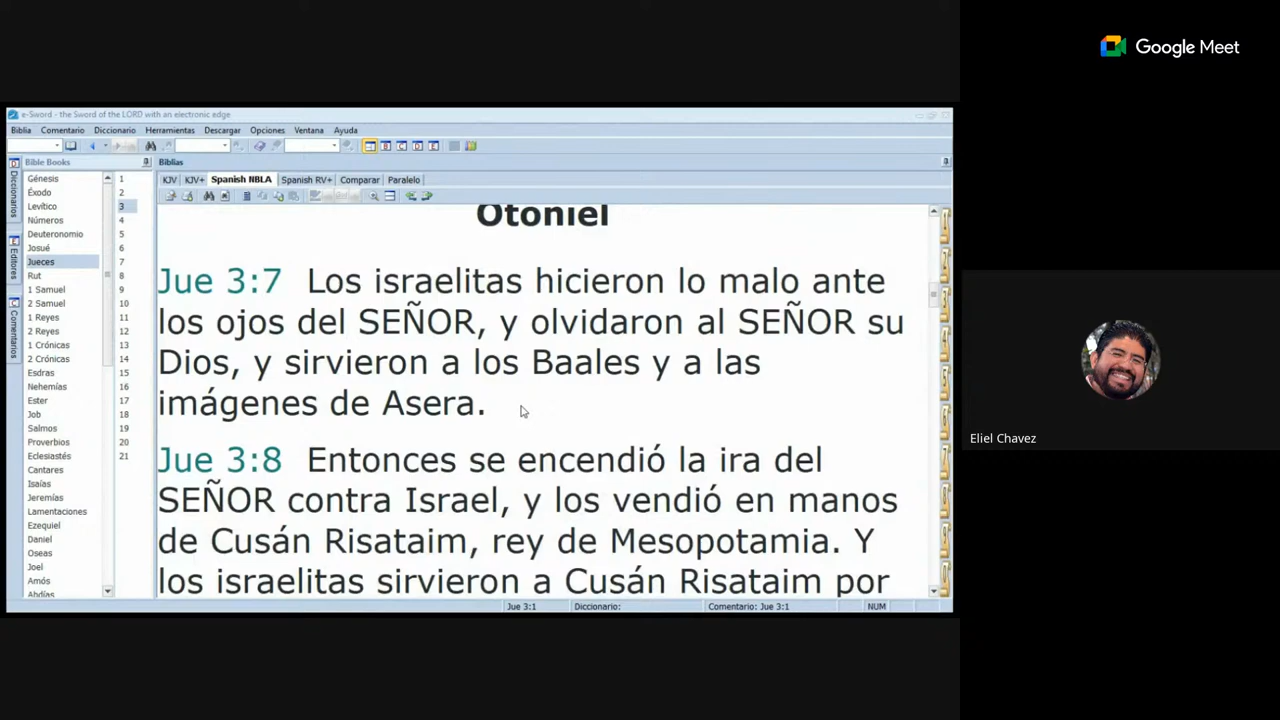 Google Meet
e-Sword - the Sword of the LORD with an electronic edge
Biblia Comentario Diccionario Herramientas Descargar Opciones Ventana Ayuda
Bible Books
Biblias
KJV KJV+ Spanish NBLA Spanish RV+ Comparar Paralelo
Diccionarios
Editores
Comentarios
Génesis 1
Éxodo 2
Levítico 3
Números 4
Deuteronomio 5
Josué 6
Jueces 7
Rut 8
1 Samuel 9
2 Samuel 10
1 Reyes 11
2 Reyes 12
1 Crónicas 13
2 Crónicas 14
Esdras 15
Nehemías 16
Ester 17
Job 18
Salmos 19
Proverbios 20
Eclesiastés 21
Cantares
Isaías
Jeremías
Lamentaciones
Ezequiel
Daniel
Oseas
Joel
Amós
Abdías
Otoniel
Jue 3:7 Los israelitas hicieron lo malo ante
los ojos del SEÑOR, y olvidaron al SEÑOR su
Dios, y sirvieron a los Baales y a las
imágenes de Asera.
Jue 3:8 Entonces se encendió la ira del
SEÑOR contra Israel, y los vendió en manos
de Cusán Risataim, rey de Mesopotamia. Y
los israelitas sirvieron a Cusán Risataim por
Jue 3:1 Diccionario: Comentario: Jue 3:1 NUM
Eliel Chavez